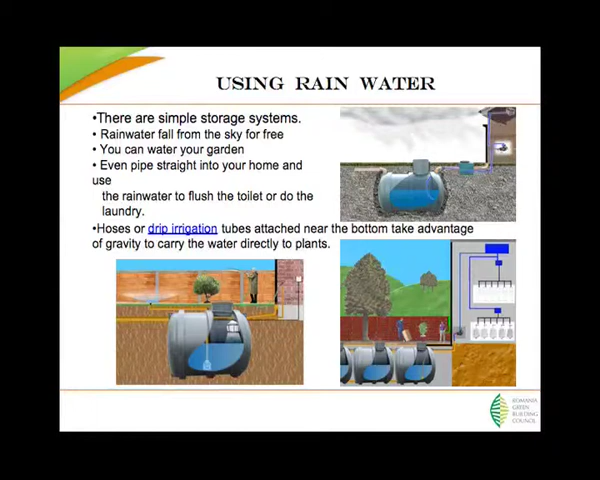 USING RAIN WATER
•There are simple storage systems.
• Rainwater fall from the sky for free
• You can water your garden
• Even pipe straight into your home and
use
the rainwater to flush the toilet or do the
laundry.
•Hoses or drip irrigation tubes attached near the bottom take advantage
of gravity to carry the water directly to plants.
ROMANIA
GREEN
BUILDING
COUNCIL